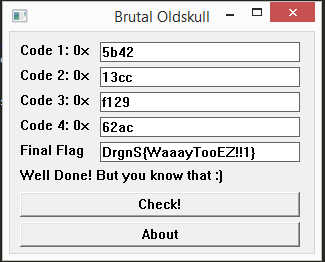 Brutal Oldskull
Code 1: 0x 5b42
Code 2: 0x 13cc
Code 3: 0x f129
Code 4: 0x 62ac
Final Flag DrgnS{WaaayTooEZ!!1}
Well Done! But you know that :)
Check!
About